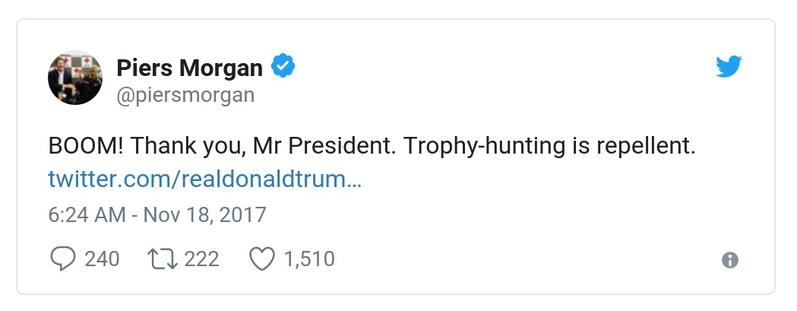 Piers Morgan
@piersmorgan
BOOM! Thank you, Mr President. Trophy-hunting is repellent.
twitter.com/realdonaldtrum…
6:24 AM - Nov 18, 2017
240 222 1,510